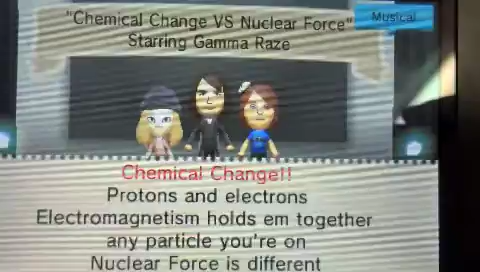 "Chemical Change VS Nuclear Force"
Musical
Starring Gamma Raze
Chemical Change!!
Protons and electrons
Electromagnetism holds em together
any particle you're on
Nuclear Force is different